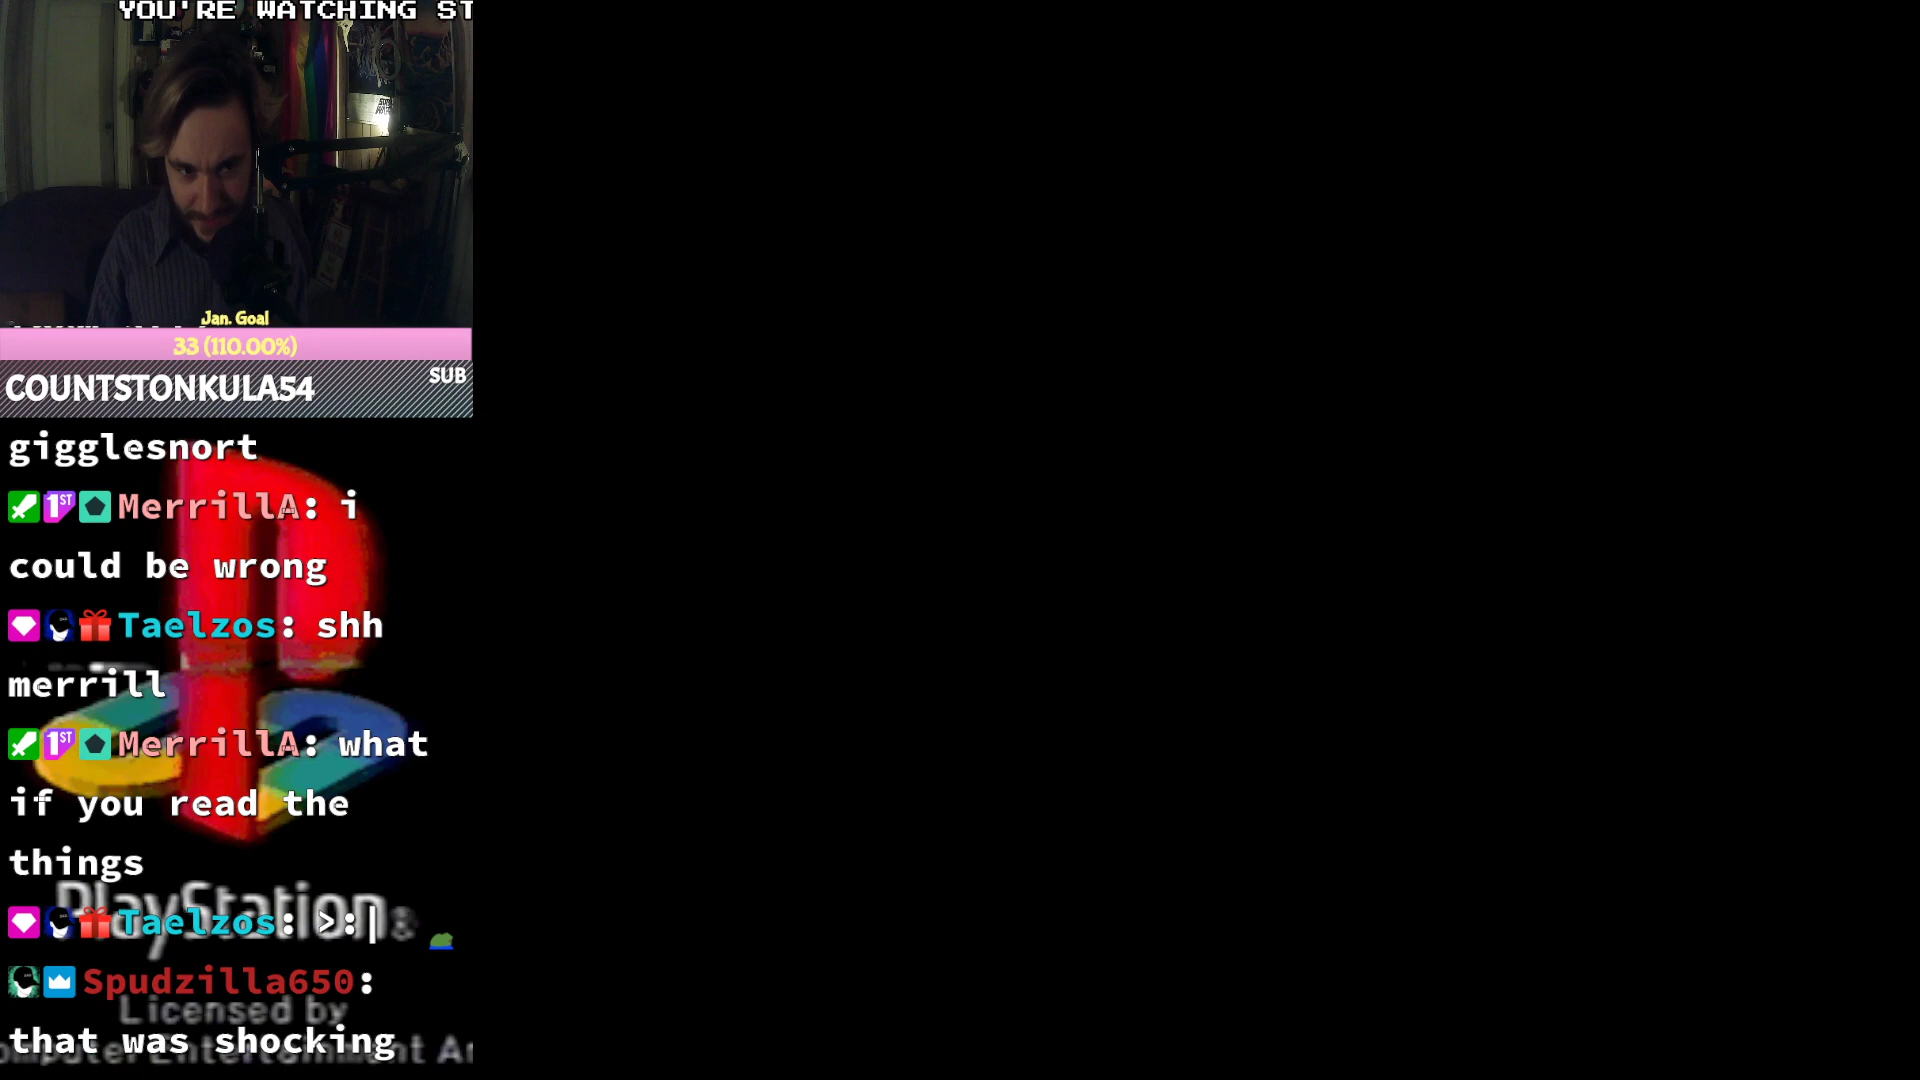 YOU'RE WATCHING ST
Jan. Goal
33 (110.00%)
COUNTSTONKULA54
SUB
gigglesnort
MerrillA: i
could be wrong
Taelzos: shh
merrill
MerrillA: what
if you read the
things
PlayStation
Taelzos: >:|
Spudzilla650:
Licensed by
that was shocking